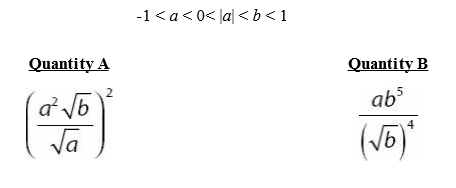 -1 < a < 0< |a| < b < 1
Quantity A Quantity B
(a²√b / √a)² ab⁵ / (√b)⁴